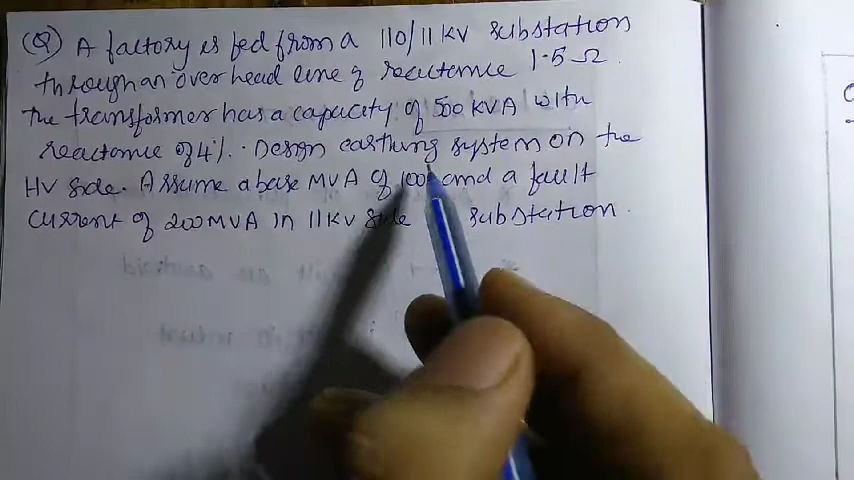 (Q) A factory is fed from a 110/11 KV substation
through an over head line of reactance 1.5 Ω.
The transformer has a capacity of 500 KVA with
reactance of 4%. Design earthing system on the
HV side. Assume a base MVA of 100 and a fault
current of 200 MVA in 11KV side substation.